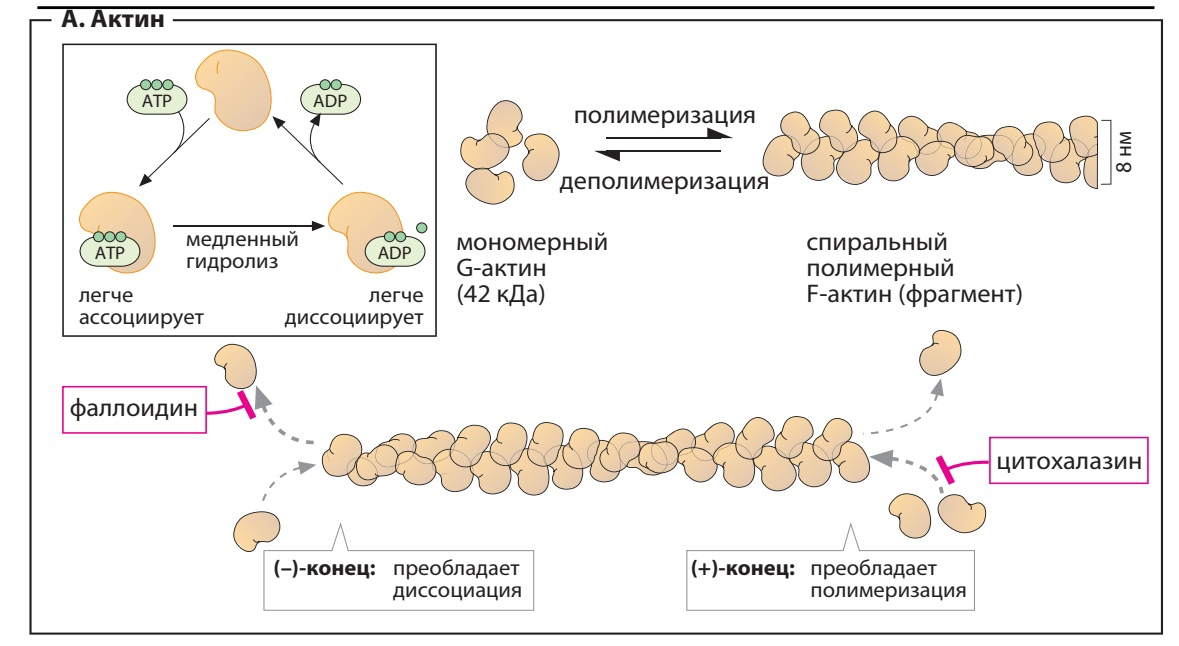 А. Актин
ATP
ADP
ATP
медленный
гидролиз
ADP
легче
ассоциирует
легче
диссоциирует
полимеризация
деполимеризация
8 нм
мономерный
G-актин
(42 кДа)
спиральный
полимерный
F-актин (фрагмент)
фаллоидин
цитохалазин
(–)-конец: преобладает
диссоциация
(+)-конец: преобладает
полимеризация